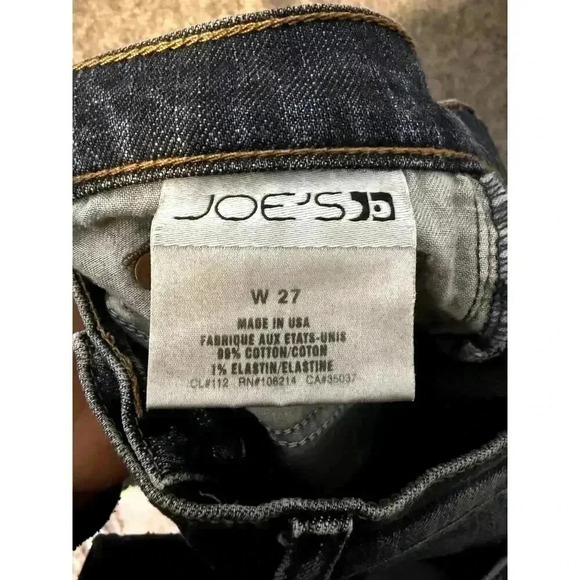 JOE'S
W 27
MADE IN USA
FABRIQUE AUX ETATS-UNIS
99% COTTON/COTON
1% ELASTIN/ELASTINE
CL#112 RN#106214 CA#35037